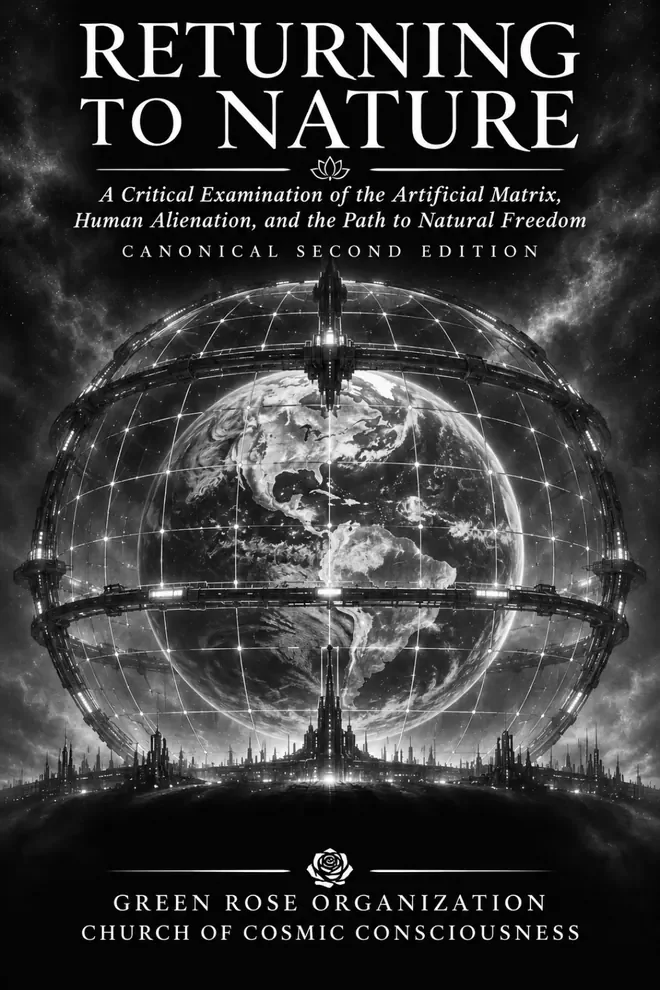 RETURNING
TO NATURE
A Critical Examination of the Artificial Matrix,
Human Alienation, and the Path to Natural Freedom
CANONICAL SECOND EDITION
GREEN ROSE ORGANIZATION
CHURCH OF COSMIC CONSCIOUSNESS